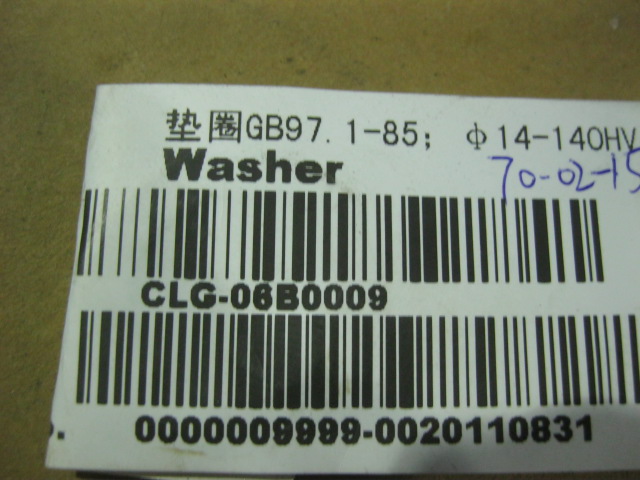 垫圈GB97.1-85; φ14-140HV
Washer
70-02-15
CLG-06B0009
0000009999-0020110831